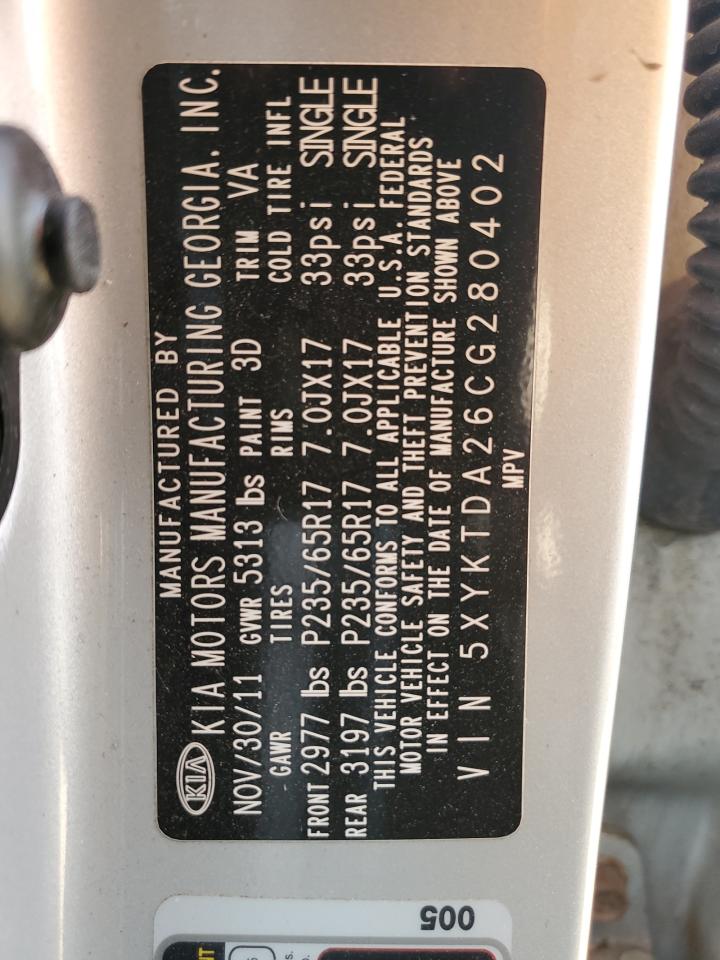 MANUFACTURED BY
KIA KIA MOTORS MANUFACTURING GEORGIA, INC.
NOV/30/11 GVWR 5313 lbs PAINT 3D TRIM VA
GAWR TIRES RIMS COLD TIRE INFL
FRONT 2977 lbs P235/65R17 7.0JX17 33psi SINGLE
REAR 3197 lbs P235/65R17 7.0JX17 33psi SINGLE
THIS VEHICLE CONFORMS TO ALL APPLICABLE U.S.A. FEDERAL
MOTOR VEHICLE SAFETY AND THEFT PREVENTION STANDARDS
IN EFFECT ON THE DATE OF MANUFACTURE SHOWN ABOVE
VIN 5XYKTDA26CG280402
MPV
005